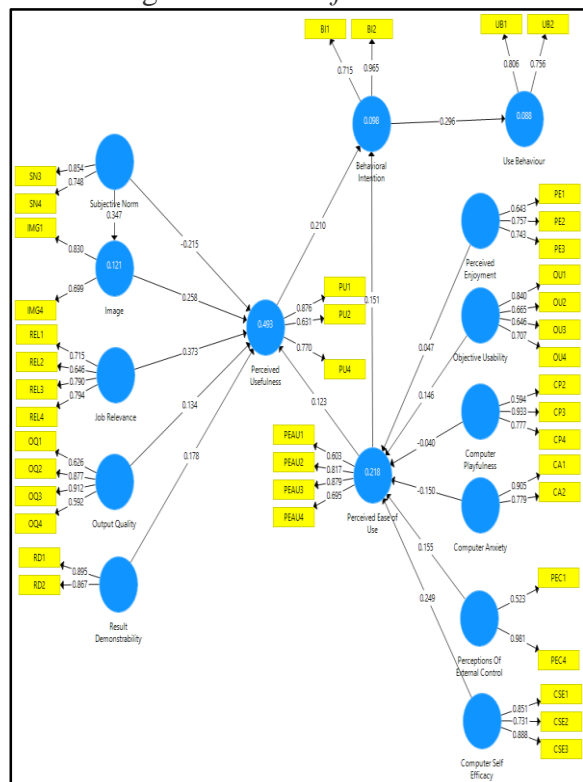 BI1
BI2
UB1
UB2
0.715
0.965
0.806
0.756
0.098
0.296
0.088
Behavioral
Intention
Use Behaviour
SN3
0.854
SN4
0.748
Subjective Norm
0.347
IMG1
0.830
0.121
0.699
IMG4
Image
-0.215
0.258
0.210
0.151
REL1
REL2
REL3
REL4
0.715
0.646
0.790
0.794
Job Relevance
0.373
0.493
Perceived
Usefulness
PU1
PU2
PU4
0.876
0.631
0.770
OQ1
OQ2
OQ3
OQ4
0.626
0.877
0.912
0.592
Output Quality
0.134
0.178
0.123
RD1
RD2
0.895
0.867
Result
Demonstrability
PEAU1
PEAU2
PEAU3
PEAU4
0.603
0.817
0.879
0.695
0.218
Perceived Ease of
Use
PE1
PE2
PE3
0.643
0.757
0.743
Perceived
Enjoyment
0.047
OU1
OU2
OU3
OU4
0.840
0.665
0.646
0.707
Objective Usability
0.146
CP2
CP3
CP4
0.594
0.933
0.777
Computer
Playfulness
-0.040
CA1
CA2
0.905
0.779
Computer Anxiety
-0.150
PEC1
PEC4
0.523
0.981
Perceptions Of
External Control
0.155
CSE1
CSE2
CSE3
0.851
0.731
0.888
Computer Self
Efficacy
0.249